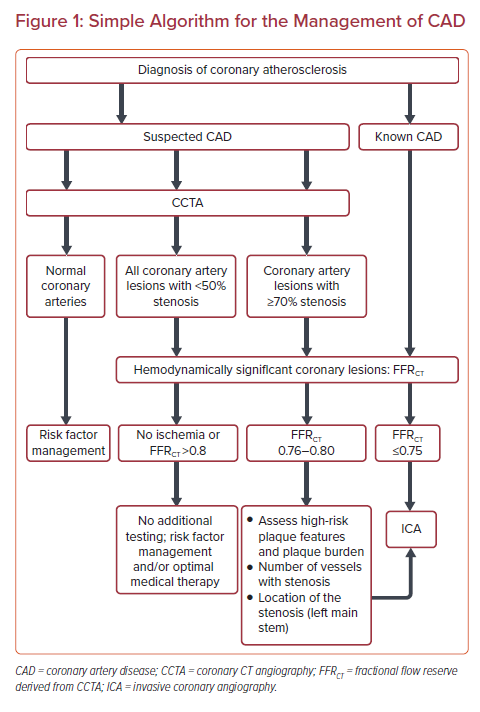 Figure 1: Simple Algorithm for the Management of CAD
Diagnosis of coronary atherosclerosis
Suspected CAD
Known CAD
CCTA
Normal
coronary
arteries
All coronary artery
lesions with <50%
stenosis
Coronary artery
lesions with
≥70% stenosis
Hemodynamically significant coronary lesions: FFRCT
Risk factor
management
No ischemia or
FFRCT >0.8
FFRCT
0.76–0.80
FFRCT
≤0.75
No additional
testing; risk factor
management
and/or optimal
medical therapy
• Assess high-risk
plaque features
and plaque burden
• Number of vessels
with stenosis
• Location of the
stenosis (left main
stem)
ICA
CAD = coronary artery disease; CCTA = coronary CT angiography; FFRCT = fractional flow reserve
derived from CCTA; ICA = invasive coronary angiography.